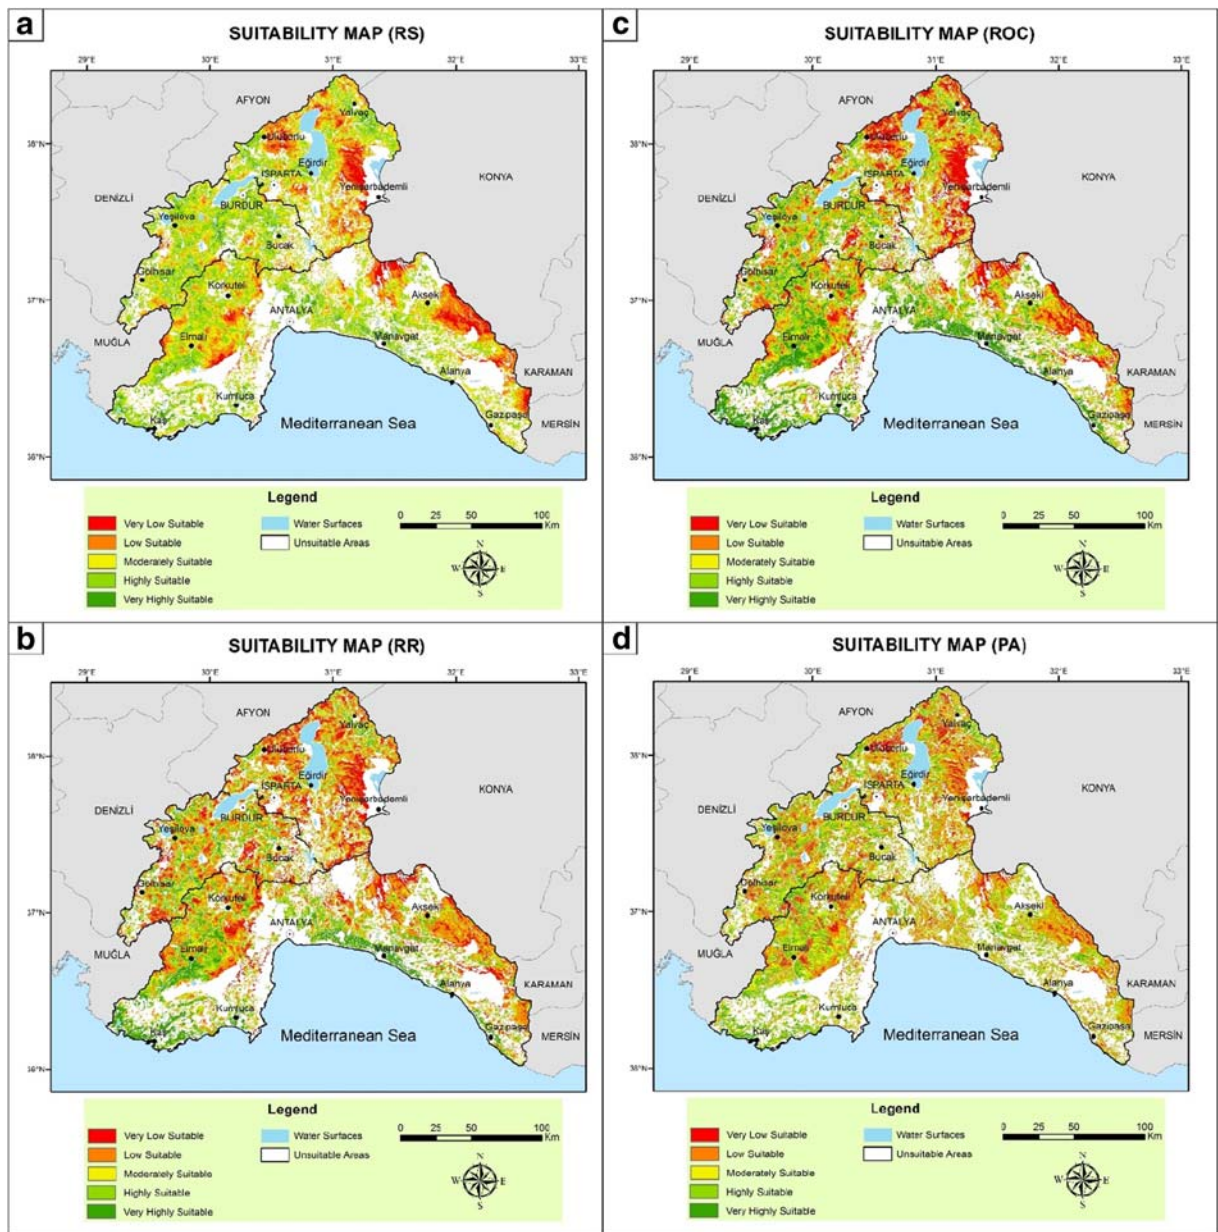 a
SUITABILITY MAP (RS)
29°E 30°E 31°E 32°E 33°E
AFYON
Yalvaç
38°N
Uluborlu
Eğirdir
ISPARTA
KONYA
DENİZLİ
Yenişarbademli
BURDUR
Yeşilova
Bucak
Gölhisar
Korkuteli
37°N
Akseki
ANTALYA
MUĞLA
Elmalı
Manavgat
Alanya
KARAMAN
Kumluca
Kaş
Gazipaşa
Mediterranean Sea
MERSİN
36°N
Legend
Very Low Suitable
Low Suitable
Moderately Suitable
Highly Suitable
Very Highly Suitable
Water Surfaces
Unsuitable Areas
0 25 50 100
Km
N
W E
S
c
SUITABILITY MAP (ROC)
29°E 30°E 31°E 32°E 33°E
AFYON
Yalvaç
38°N
Uluborlu
Eğirdir
ISPARTA
KONYA
DENİZLİ
Yenişarbademli
BURDUR
Yeşilova
Bucak
Gölhisar
Korkuteli
37°N
Akseki
ANTALYA
MUĞLA
Elmalı
Manavgat
Alanya
KARAMAN
Kumluca
Kaş
Gazipaşa
Mediterranean Sea
MERSİN
36°N
Legend
Very Low Suitable
Low Suitable
Moderately Suitable
Highly Suitable
Very Highly Suitable
Water Surfaces
Unsuitable Areas
0 25 50 100
Km
N
W E
S
b
SUITABILITY MAP (RR)
29°E 30°E 31°E 32°E 33°E
AFYON
Yalvaç
38°N
Uluborlu
Eğirdir
ISPARTA
KONYA
DENİZLİ
Yenişarbademli
BURDUR
Yeşilova
Bucak
Gölhisar
Korkuteli
37°N
Akseki
ANTALYA
MUĞLA
Elmalı
Manavgat
Alanya
KARAMAN
Kumluca
Kaş
Gazipaşa
Mediterranean Sea
MERSİN
36°N
Legend
Very Low Suitable
Low Suitable
Moderately Suitable
Highly Suitable
Very Highly Suitable
Water Surfaces
Unsuitable Areas
0 25 50 100
Km
N
W E
S
d
SUITABILITY MAP (PA)
29°E 30°E 31°E 32°E 33°E
AFYON
Yalvaç
38°N
Uluborlu
Eğirdir
ISPARTA
KONYA
DENİZLİ
Yenişarbademli
BURDUR
Yeşilova
Bucak
Gölhisar
Korkuteli
37°N
Akseki
ANTALYA
MUĞLA
Elmalı
Manavgat
Alanya
KARAMAN
Kumluca
Kaş
Gazipaşa
Mediterranean Sea
MERSİN
36°N
Legend
Very Low Suitable
Low Suitable
Moderately Suitable
Highly Suitable
Very Highly Suitable
Water Surfaces
Unsuitable Areas
0 25 50 100
Km
N
W E
S